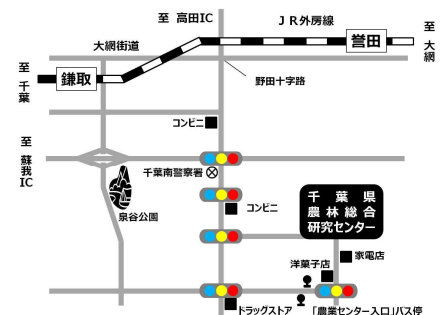 至 高田IC
JR外房線
至 大網
大網街道
誉田
至 千葉
鎌取
野田十字路
コンビニ
至 蘇我IC
千葉南警察署
泉谷公園
コンビニ
千葉県
農林総合
研究センター
家電店
洋菓子店
ドラッグストア
「農業センター入口」バス停